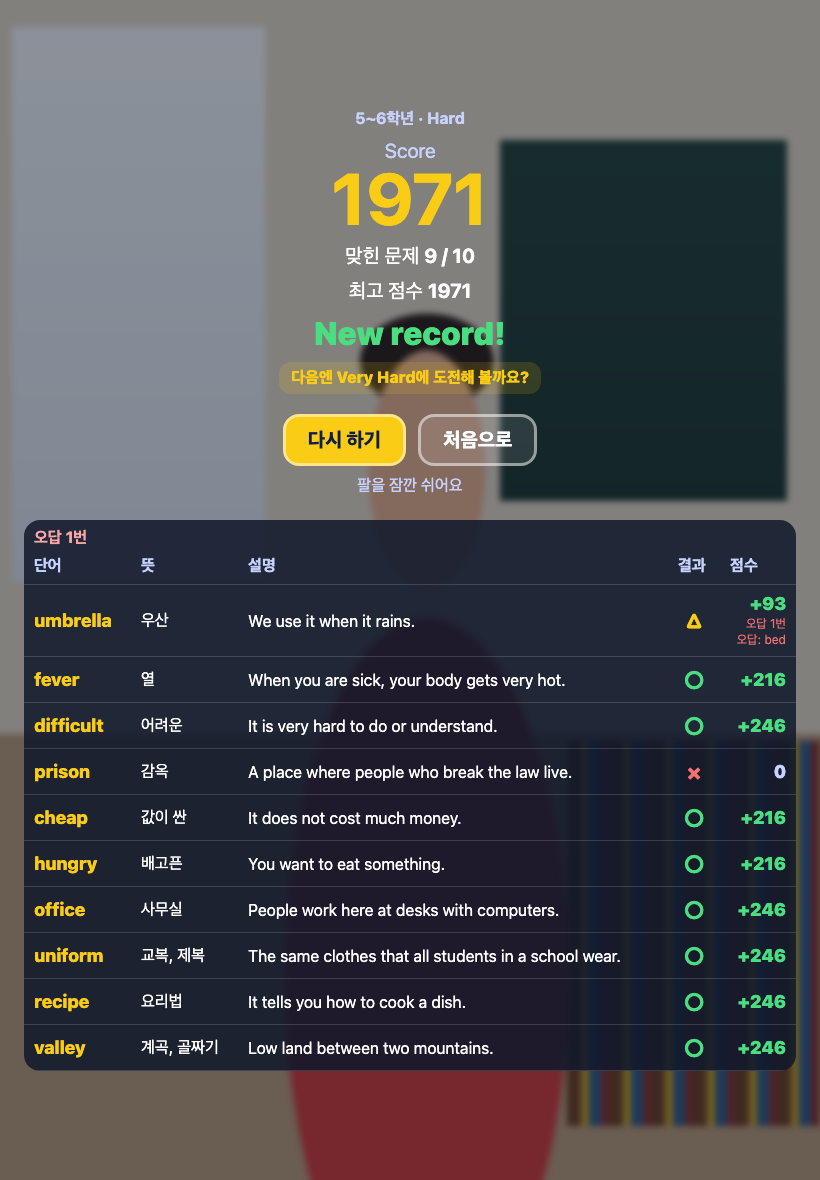 5~6학년 · Hard
Score
1971
맞힌 문제 9 / 10
최고 점수 1971
New record!
다음엔 Very Hard에 도전해 볼까요?
다시 하기 처음으로
팔을 잠깐 쉬어요
오답 1번
단어 뜻 설명 결과 점수
umbrella 우산 We use it when it rains. +93
오답 1번
오답: bed
fever 열 When you are sick, your body gets very hot. +216
difficult 어려운 It is very hard to do or understand. +246
prison 감옥 A place where people who break the law live. 0
cheap 값이 싼 It does not cost much money. +216
hungry 배고픈 You want to eat something. +216
office 사무실 People work here at desks with computers. +246
uniform 교복, 제복 The same clothes that all students in a school wear. +246
recipe 요리법 It tells you how to cook a dish. +246
valley 계곡, 골짜기 Low land between two mountains. +246